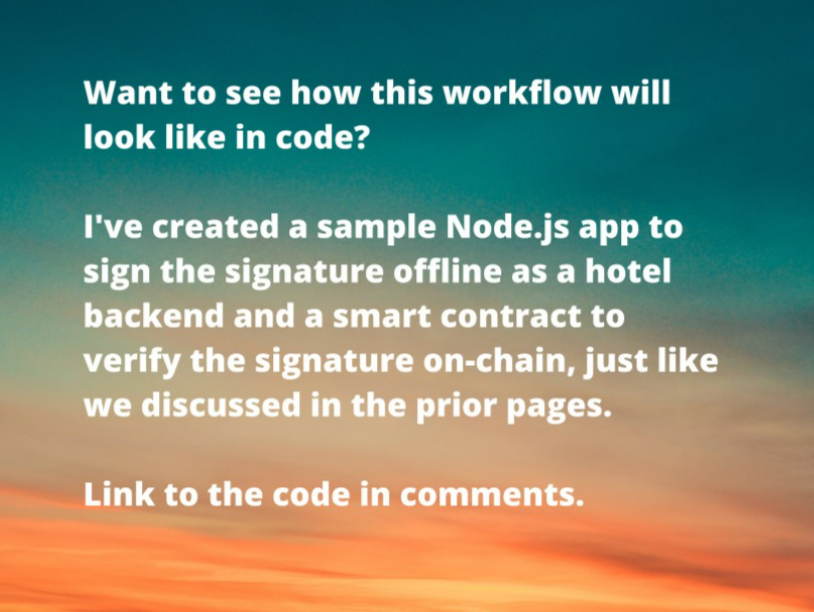 Want to see how this workflow will
look like in code?
I've created a sample Node.js app to
sign the signature offline as a hotel
backend and a smart contract to
verify the signature on-chain, just like
we discussed in the prior pages.
Link to the code in comments.